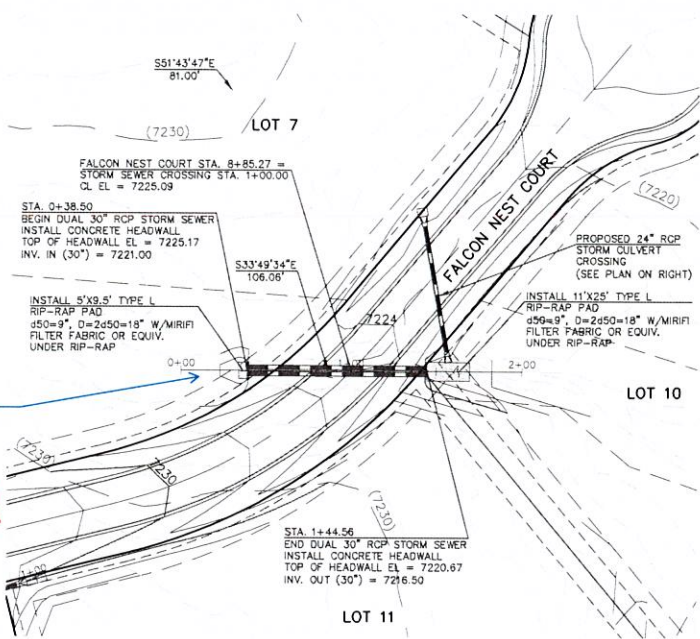 S51°43'47"E
81.00'
LOT 7
(7230)
FALCON NEST COURT STA. 8+85.27 =
STORM SEWER CROSSING STA. 1+00.00
CL EL = 7225.09
STA. 0+38.50
BEGIN DUAL 30" RCP STORM SEWER
INSTALL CONCRETE HEADWALL
TOP OF HEADWALL EL = 7225.17
INV. IN (30") = 7221.00
S33°49'34"E
106.06'
FALCON NEST COURT
(7220)
PROPOSED 24" RCP
STORM CULVERT
CROSSING
(SEE PLAN ON RIGHT)
INSTALL 5'X9.5' TYPE L
RIP-RAP PAD
d50=9", D=2d50=18" W/MIRIFI
FILTER FABRIC OR EQUIV.
UNDER RIP-RAP
7224
INSTALL 11'X25' TYPE L
RIP-RAP PAD
d50=9", D=2d50=18" W/MIRIFI
FILTER FABRIC OR EQUIV.
UNDER RIP-RAP
0+00
2+00
LOT 10
(7230)
7230
(7230)
STA. 1+44.56
END DUAL 30" RCP STORM SEWER
INSTALL CONCRETE HEADWALL
TOP OF HEADWALL EL = 7220.67
INV. OUT (30") = 7216.50
LOT 11